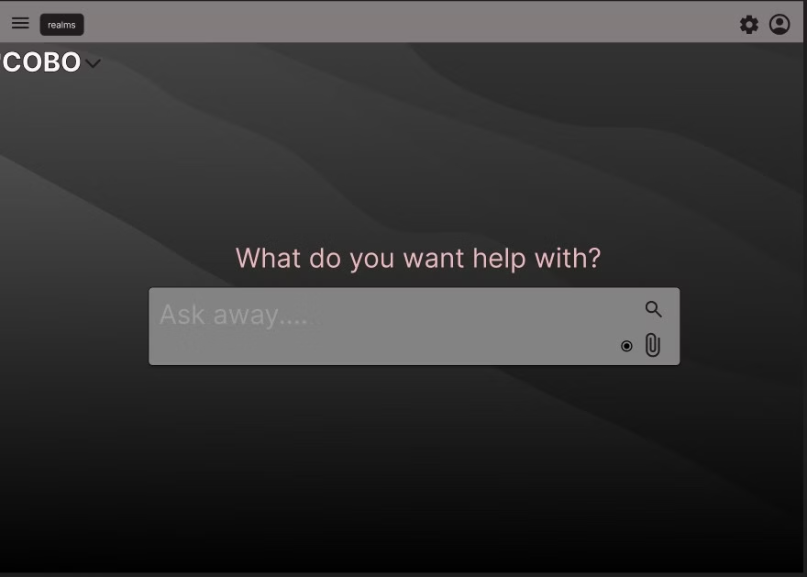 realms
COBO
What do you want help with?
Ask away....